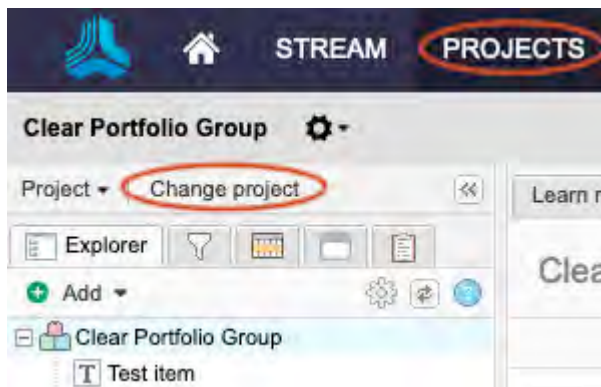 STREAM PROJECTS
Clear Portfolio Group
Project Change project
Learn
Explorer
Clea
Add
Clear Portfolio Group
T Test item